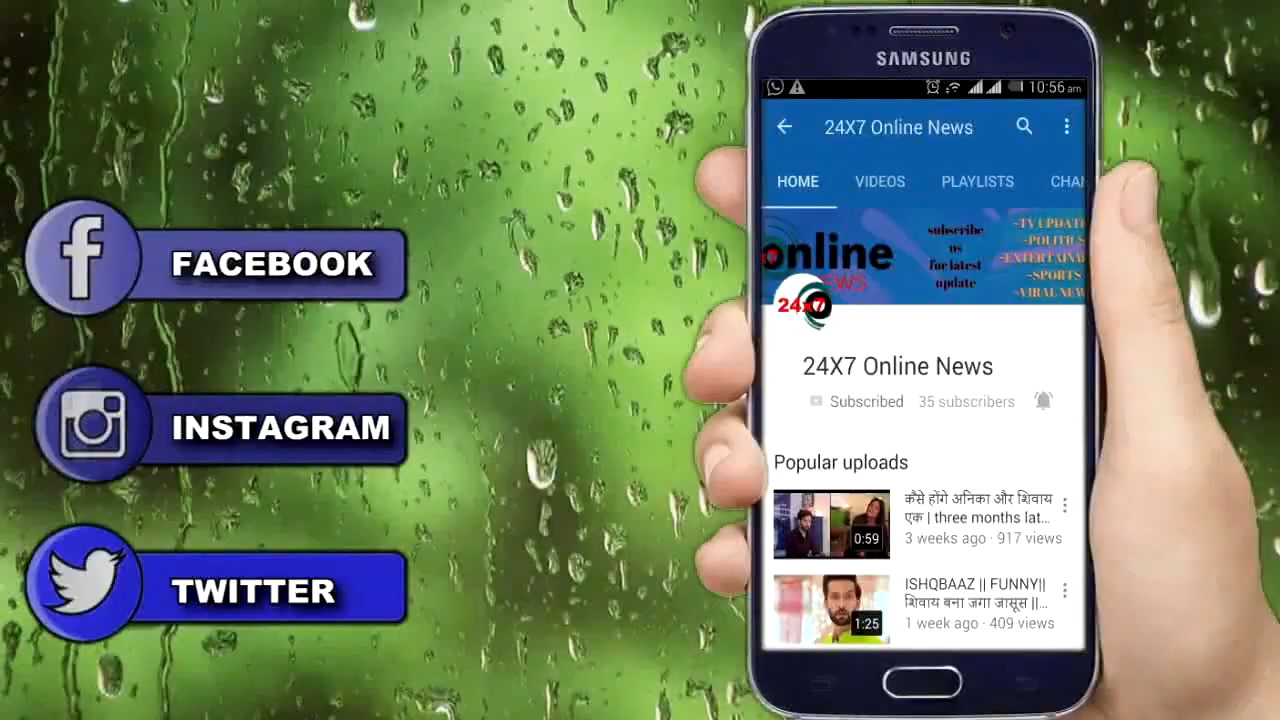 FACEBOOK
INSTAGRAM
TWITTER
SAMSUNG
10:56 am
24X7 Online News
HOME VIDEOS PLAYLISTS CHAN
online
NEWS
subscribe
us
for latest
update
-TV UPDATE
-POLITICS
-ENTERTAINM
-SPORTS
-VIRAL NEW
24x7
24X7 Online News
Subscribed 35 subscribers
Popular uploads
0:59
कैसे होंगे अनिका और शिवाय
एक | three months lat...
3 weeks ago · 917 views
1:25
ISHQBAAZ || FUNNY||
शिवाय बना जगा जासूस ||...
1 week ago · 409 views